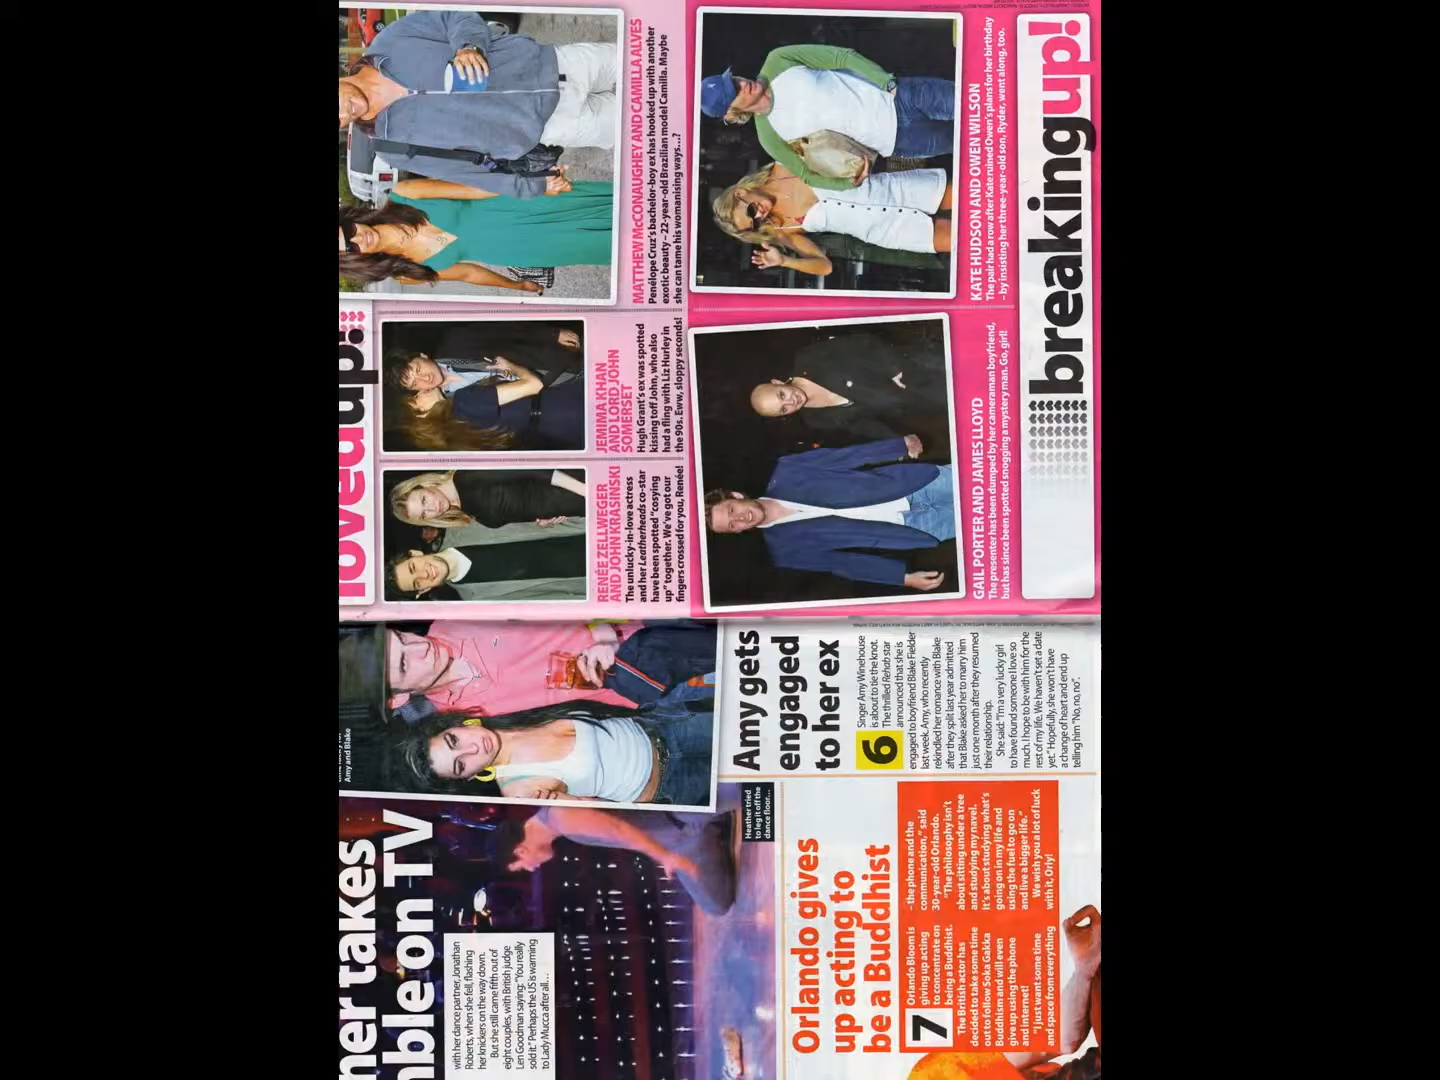 ner takes
mble on TV
with her dance partner, Jonathan
Roberts, when she fell, flashing
her knickers on the way down.
But she still came fifth out of
eight couples, with British judge
Len Goodman saying: "You really
sold it." Perhaps the US is warming
to Lady Mucca after all...
Heather tried
to leg it off the
dance floor...
Amy and Blake
Amy gets
engaged
to her ex
6
Singer Amy Winehouse
is about to tie the knot.
The thrilled Rehab star
announced that she is
engaged to boyfriend Blake Fielder
last week. Amy, who recently
rekindled her romance with Blake
after they split last year admitted
that Blake asked her to marry him
just one month after they resumed
their relationship.
She said: "I'm a very lucky girl
to have found someone I love so
much. I hope to be with him for the
rest of my life. We haven't set a date
yet." Hopefully, she won't have
a change of heart and end up
telling him "No, no, no".
Orlando gives
up acting to
be a Buddhist
7
Orlando Bloom is
giving up acting
to concentrate on
being a Buddhist.
The British actor has
decided to take some time
out to follow Soka Gakka
Buddhism and will even
give up using the phone
and internet!
"I just want some time
and space from everything
– the phone and the
communication," said
30-year-old Orlando.
"The philosophy isn't
about sitting under a tree
and studying my navel.
It's about studying what's
going on in my life and
using the fuel to go on
and live a bigger life."
We wish you a lot of luck
with it, Orly!
loved up!
RENÉE ZELLWEGER
AND JOHN KRASINSKI
The unlucky-in-love actress
and her Leatherheads co-star
have been spotted "cosying
up" together. We've got our
fingers crossed for you, Renée!
JEMIMA KHAN
AND LORD JOHN
SOMERSET
Hugh Grant's ex was spotted
kissing toff John, who also
had a fling with Liz Hurley in
the 90s. Eww, sloppy seconds!
MATTHEW McCONAUGHEY AND CAMILLA ALVES
Penélope Cruz's bachelor-boy ex has hooked up with another
exotic beauty – 22-year-old Brazilian model Camilla. Maybe
she can tame his womanising ways...?
GAIL PORTER AND JAMES LLOYD
The presenter has been dumped by her cameraman boyfriend,
but has since been spotted snogging a mystery man. Go, girl!
KATE HUDSON AND OWEN WILSON
The pair had a row after Kate ruined Owen's plans for her birthday
– by insisting her three-year-old son, Ryder, went along, too.
breaking up!